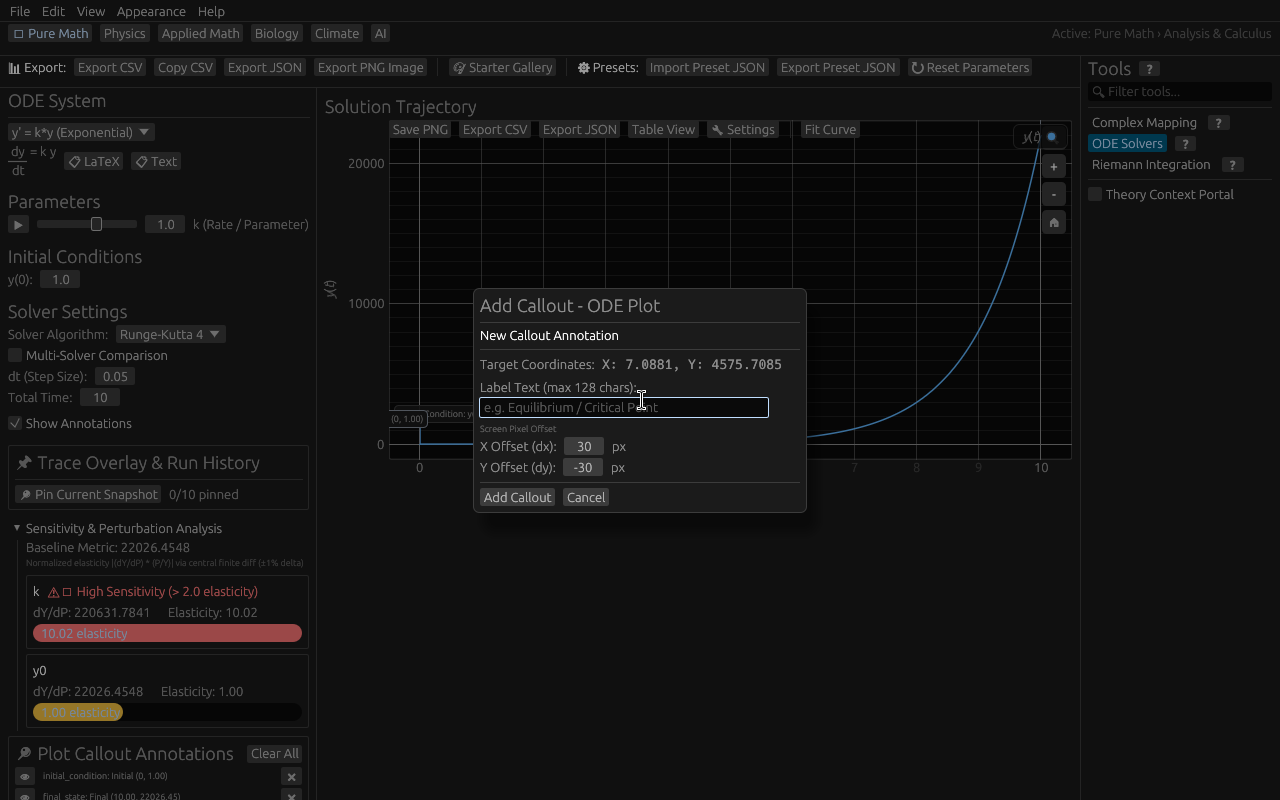 File Edit View Appearance Help
Pure Math Physics Applied Math Biology Climate AI
Active: Pure Math › Analysis & Calculus
Export: Export CSV Copy CSV Export JSON Export PNG Image Starter Gallery Presets: Import Preset JSON Export Preset JSON Reset Parameters
ODE System
y' = k*y (Exponential)
dy/dt = k y LaTeX Text
Parameters
1.0 k (Rate / Parameter)
Initial Conditions
y(0): 1.0
Solver Settings
Solver Algorithm: Runge-Kutta 4
Multi-Solver Comparison
dt (Step Size): 0.05
Total Time: 10
Show Annotations
Trace Overlay & Run History
Pin Current Snapshot 0/10 pinned
Sensitivity & Perturbation Analysis
Baseline Metric: 22026.4548
Normalized elasticity |(dY/dP) * (P/Y)| via central finite diff (±1% delta)
k High Sensitivity (> 2.0 elasticity)
dY/dP: 220631.7841 Elasticity: 10.02
10.02 elasticity
y0
dY/dP: 22026.4548 Elasticity: 1.00
1.00 elasticity
Plot Callout Annotations Clear All
initial_condition: Initial (0, 1.00)
final_state: Final (10.00, 22026.45)
Solution Trajectory
Save PNG Export CSV Export JSON Table View Settings Fit Curve
y(t)
+
-
20000
10000
0
y(t)
(0, 1.00)
Condition:
0 7 8 9 10
Add Callout - ODE Plot
New Callout Annotation
Target Coordinates: X: 7.0881, Y: 4575.7085
Label Text (max 128 chars):
e.g. Equilibrium / Critical Point
Screen Pixel Offset
X Offset (dx): 30 px
Y Offset (dy): -30 px
Add Callout Cancel
Tools ?
Filter tools...
Complex Mapping ?
ODE Solvers ?
Riemann Integration ?
Theory Context Portal